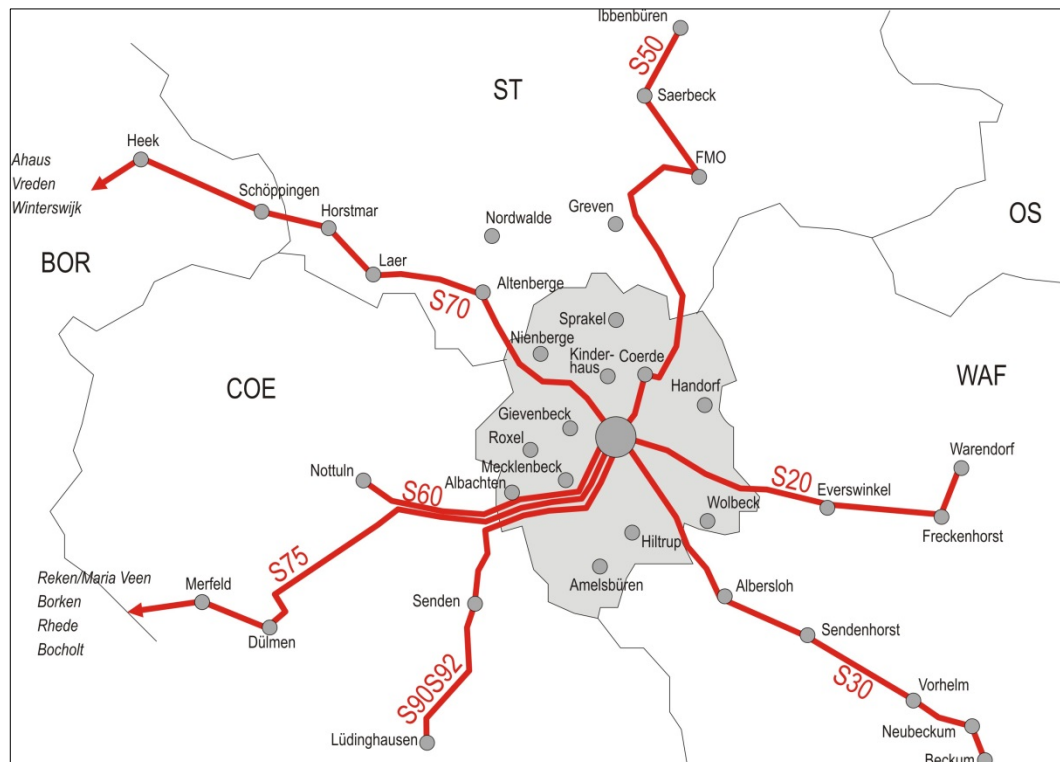 Ibbenbüren
S50
ST
Saerbeck
Heek
FMO
Ahaus
Vreden
Winterswijk
Schöppingen
Horstmar
Nordwalde
Greven
OS
BOR
Laer
Altenberge
S70
Sprakel
Nienberge
Kinder-
haus
Coerde
WAF
COE
Handorf
Gievenbeck
Roxel
Warendorf
Mecklenbeck
Nottuln
Albachten
S60
S20
Everswinkel
Wolbeck
Freckenhorst
Hiltrup
S75
Reken/Maria Veen
Borken
Rhede
Bocholt
Merfeld
Amelsbüren
Albersloh
Senden
Dülmen
Sendenhorst
S90S92
S30
Vorhelm
Lüdinghausen
Neubeckum
Beckum